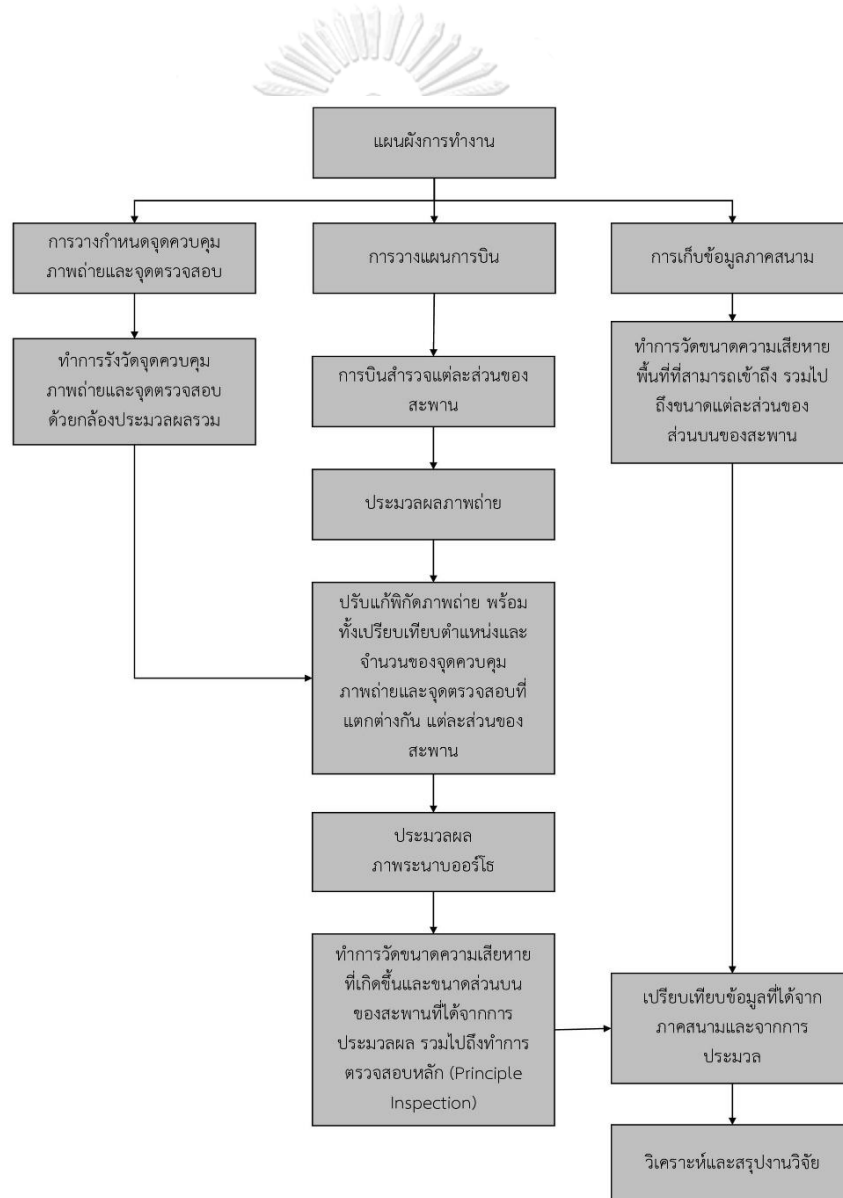 แผนผังการทำงาน
การวางกำหนดจุดควบคุม
ภาพถ่ายและจุดตรวจสอบ
การวางแผนการบิน
การเก็บข้อมูลภาคสนาม
ทำการรังวัดจุดควบคุม
ภาพถ่ายและจุดตรวจสอบ
ด้วยกล้องประมวลผลรวม
การบินสำรวจแต่ละส่วนของ
สะพาน
ทำการวัดขนาดความเสียหาย
พื้นที่ที่สามารถเข้าถึง รวมไป
ถึงขนาดแต่ละส่วนของ
ส่วนบนของสะพาน
ประมวลผลภาพถ่าย
ปรับแก้พิกัดภาพถ่าย พร้อม
ทั้งเปรียบเทียบตำแหน่งและ
จำนวนของจุดควบคุม
ภาพถ่ายและจุดตรวจสอบที่
แตกต่างกัน แต่ละส่วนของ
สะพาน
ประมวลผล
ภาพระนาบออร์โธ
ทำการวัดขนาดความเสียหาย
ที่เกิดขึ้นและขนาดส่วนบน
ของสะพานที่ได้จากการ
ประมวลผล รวมไปถึงทำการ
ตรวจสอบหลัก (Principle
Inspection)
เปรียบเทียบข้อมูลที่ได้จาก
ภาคสนามและจากการ
ประมวล
วิเคราะห์และสรุปงานวิจัย